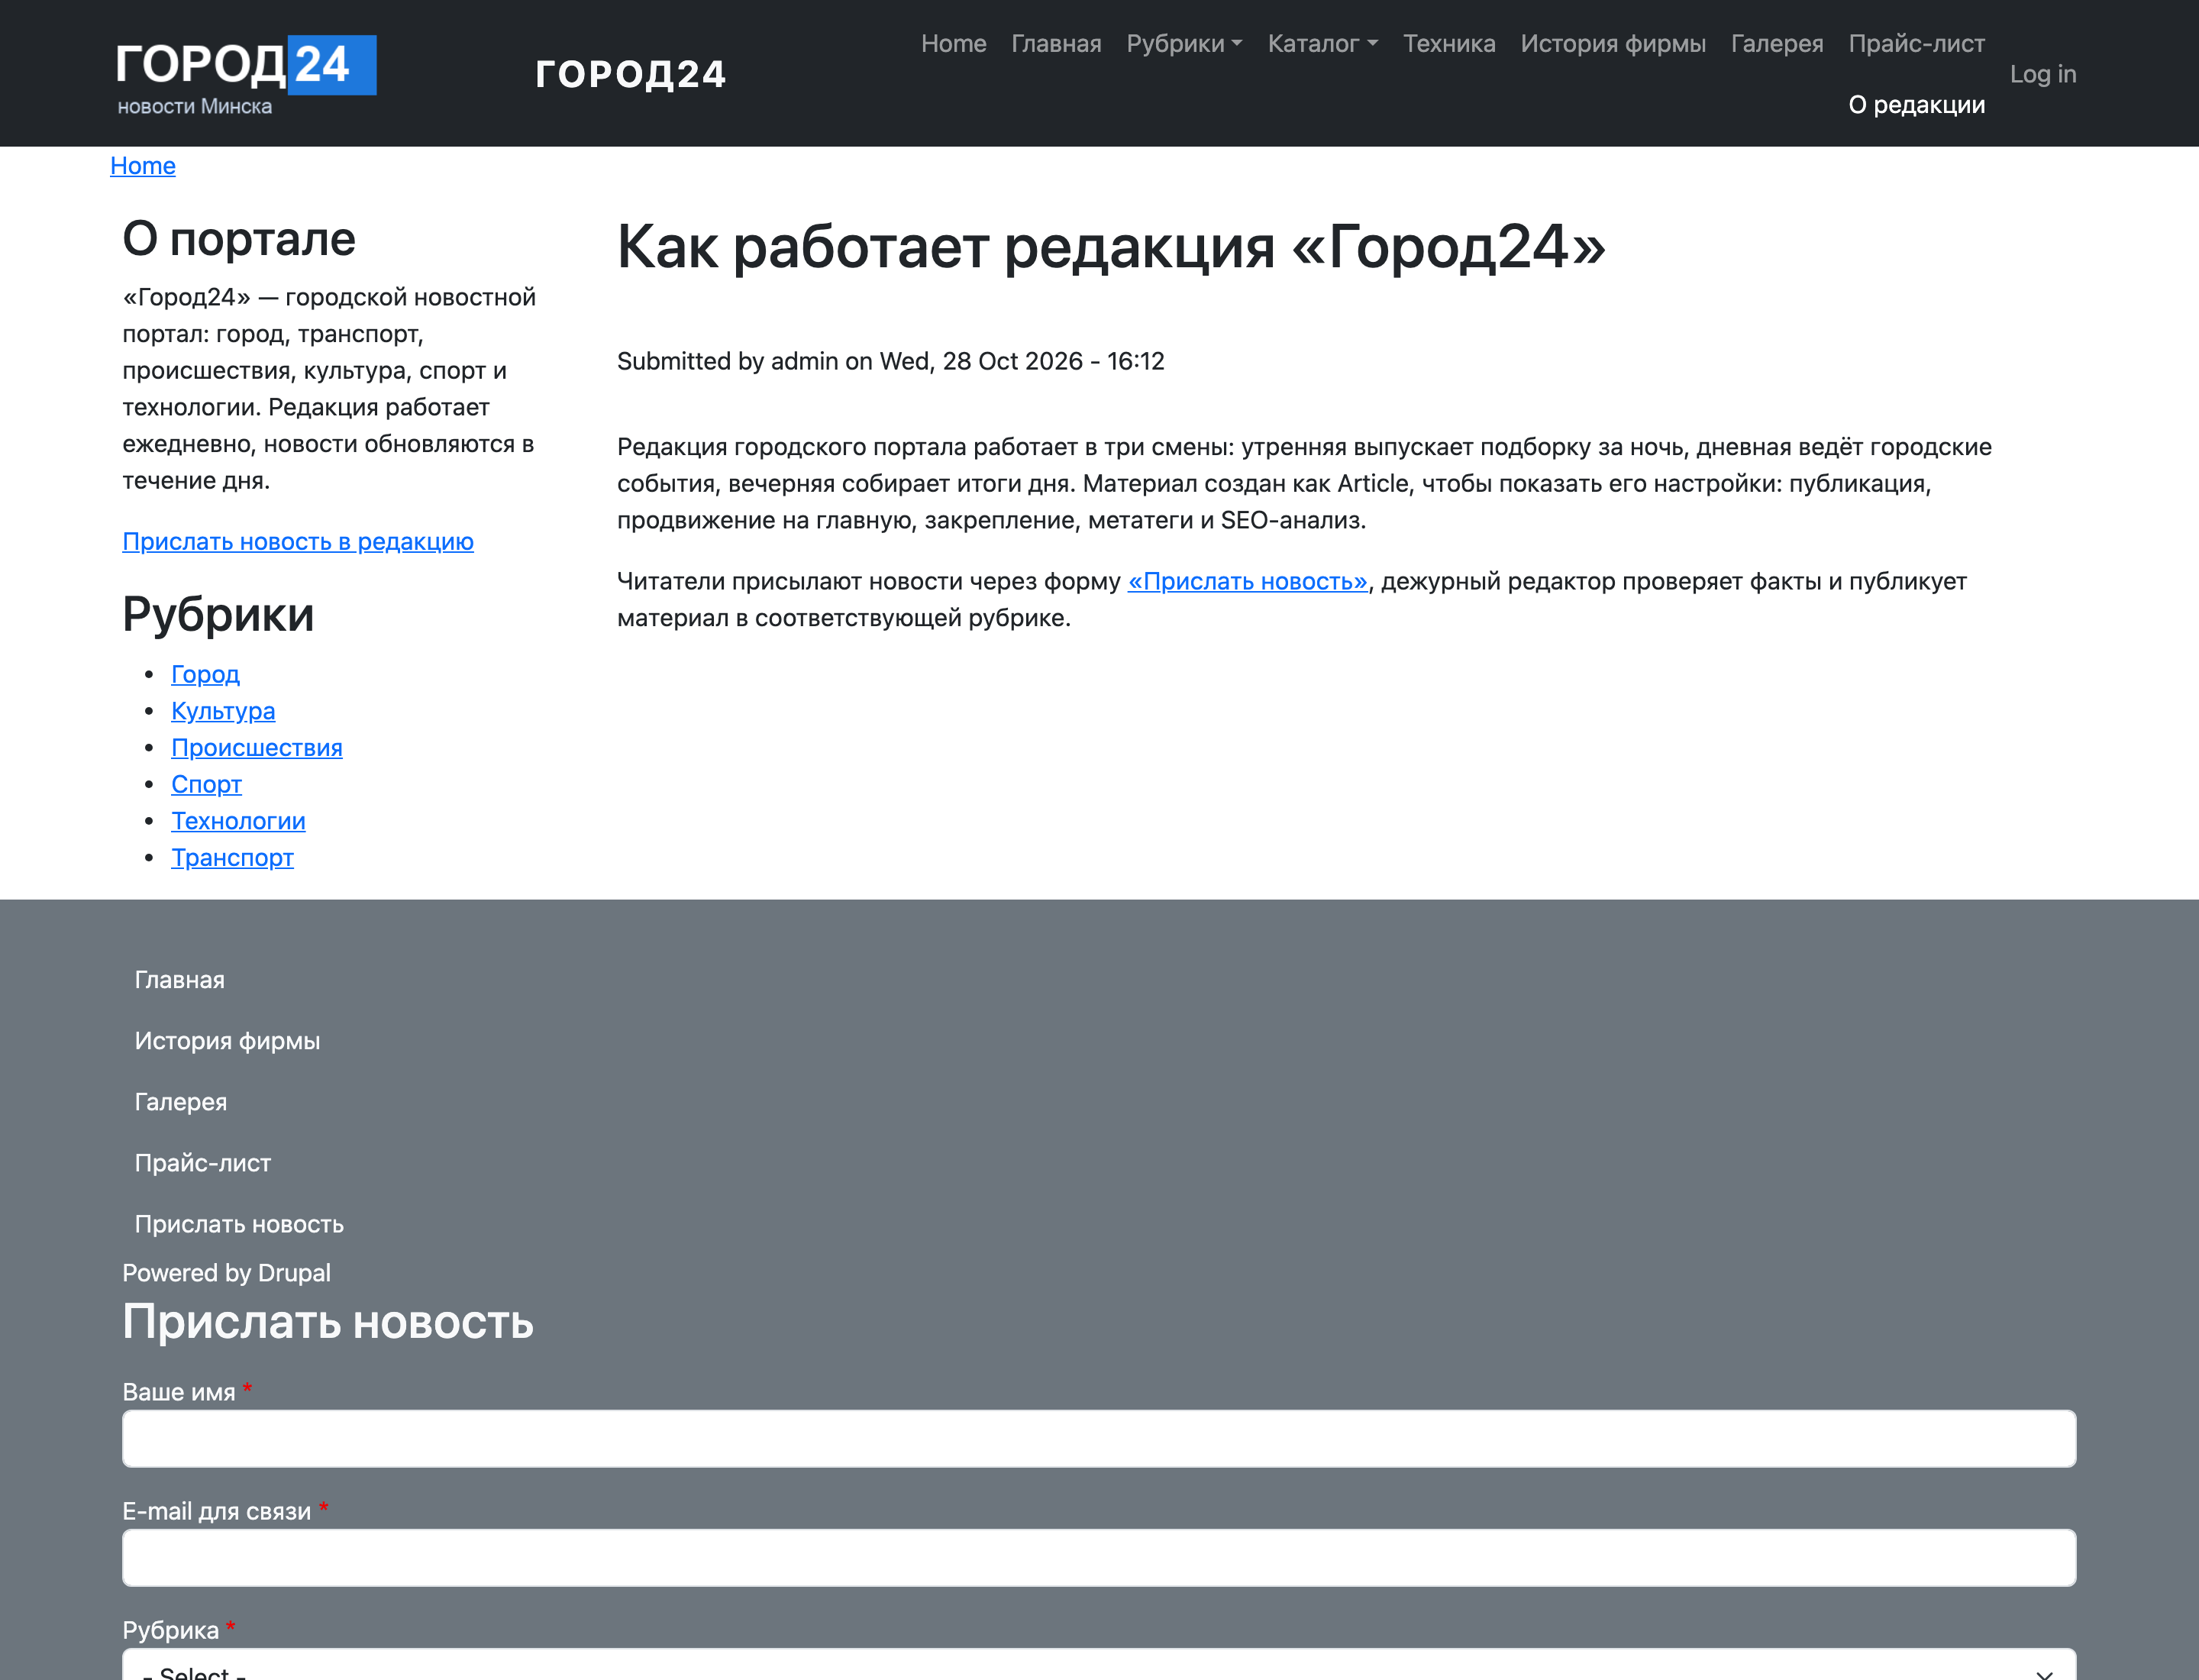 ГОРОД24
новости Минска
ГОРОД24
Home Главная Рубрики Каталог Техника История фирмы Галерея Прайс-лист
О редакции
Log in
Home
О портале
«Город24» — городской новостной
портал: город, транспорт,
происшествия, культура, спорт и
технологии. Редакция работает
ежедневно, новости обновляются в
течение дня.
Прислать новость в редакцию
Рубрики
Город
Культура
Происшествия
Спорт
Технологии
Транспорт
Как работает редакция «Город24»
Submitted by admin on Wed, 28 Oct 2026 - 16:12
Редакция городского портала работает в три смены: утренняя выпускает подборку за ночь, дневная ведёт городские
события, вечерняя собирает итоги дня. Материал создан как Article, чтобы показать его настройки: публикация,
продвижение на главную, закрепление, метатеги и SEO-анализ.
Читатели присылают новости через форму «Прислать новость», дежурный редактор проверяет факты и публикует
материал в соответствующей рубрике.
Главная
История фирмы
Галерея
Прайс-лист
Прислать новость
Powered by Drupal
Прислать новость
Ваше имя *
E-mail для связи *
Рубрика *
- Select -